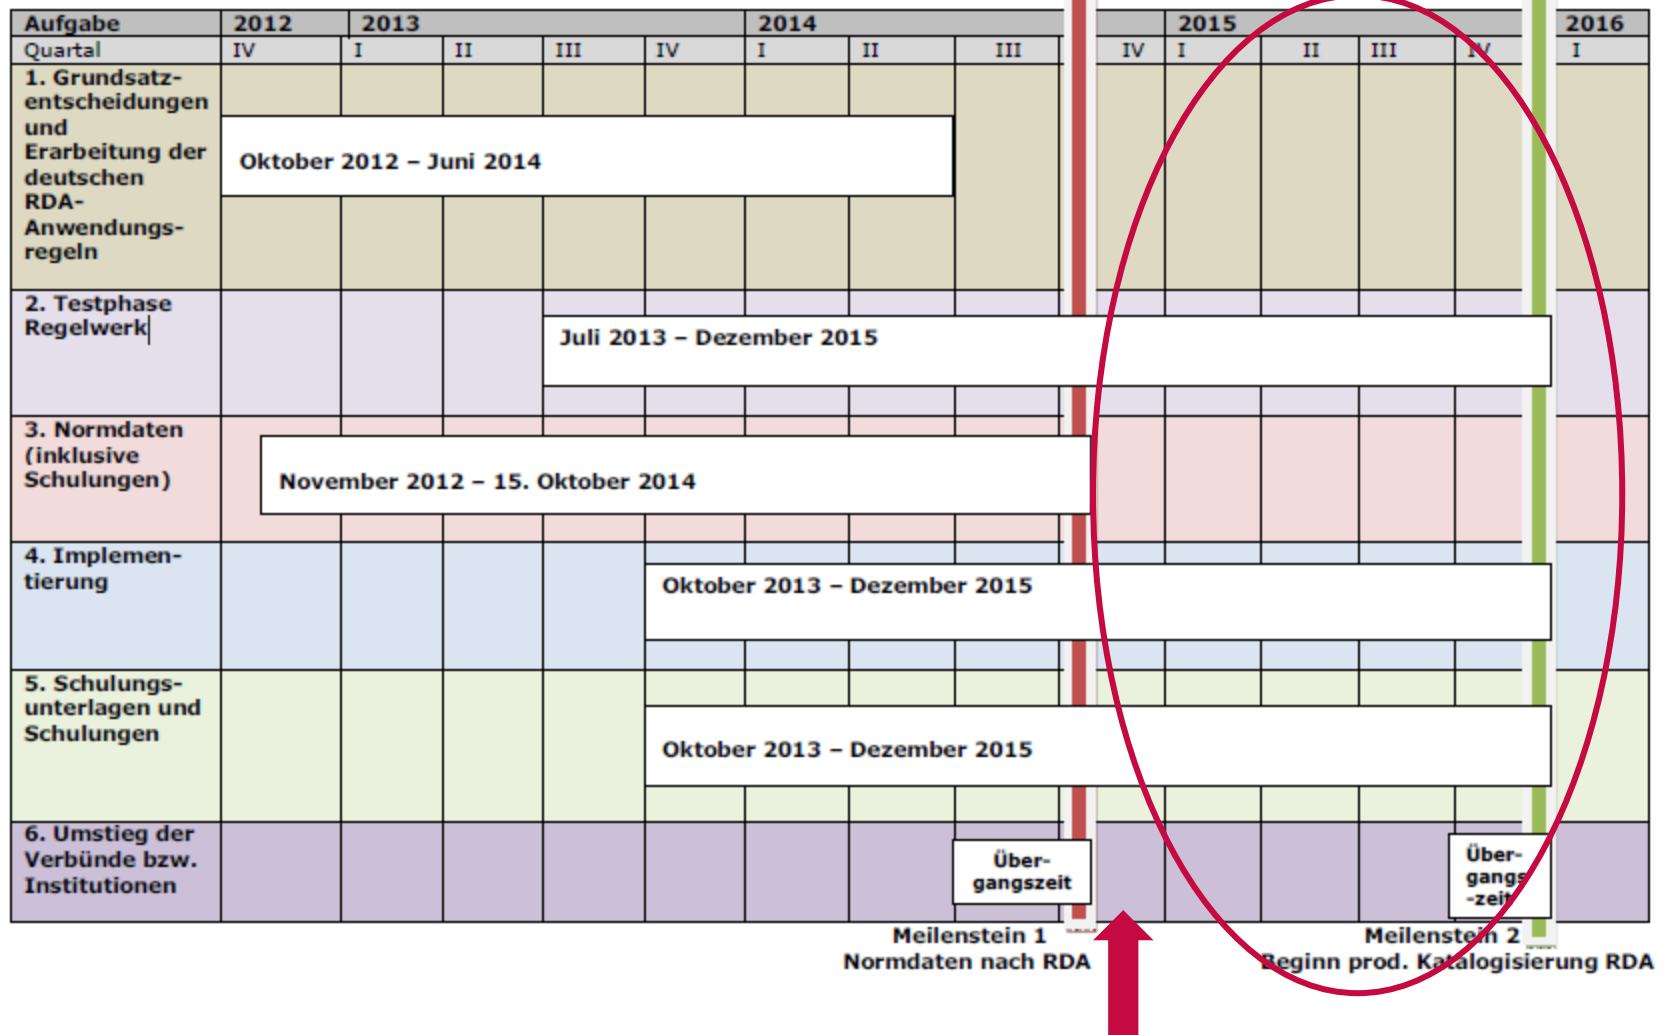 Aufgabe 2012 2013 2014 2015 2016
Quartal IV I II III IV I II III IV I II III IV I
1. Grundsatz-
entscheidungen
und
Erarbeitung der
deutschen
RDA-
Anwendungs-
regeln
Oktober 2012 – Juni 2014
2. Testphase
Regelwerk
Juli 2013 – Dezember 2015
3. Normdaten
(inklusive
Schulungen)
November 2012 – 15. Oktober 2014
4. Implemen-
tierung
Oktober 2013 – Dezember 2015
5. Schulungs-
unterlagen und
Schulungen
Oktober 2013 – Dezember 2015
6. Umstieg der
Verbünde bzw.
Institutionen
Über-
gangszeit
Über-
gangs
-zeit
Meilenstein 1
Normdaten nach RDA
Meilenstein 2
Beginn prod. Katalogisierung RDA